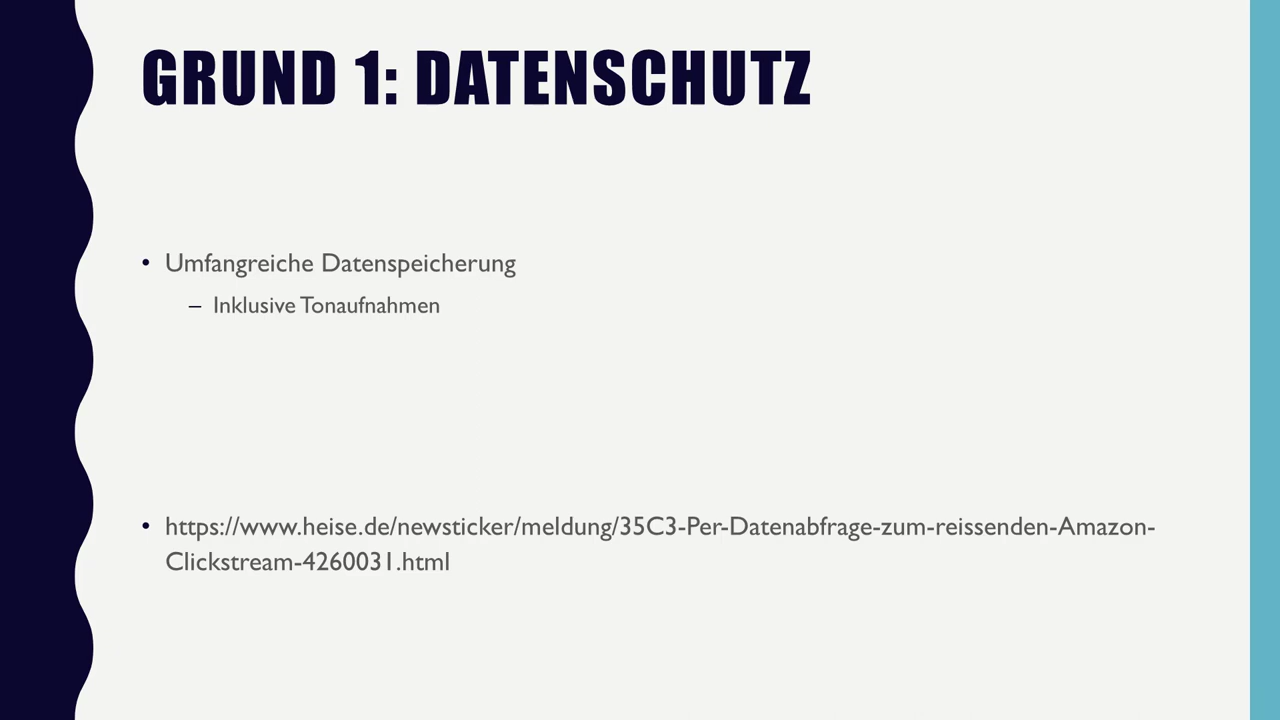 GRUND 1: DATENSCHUTZ
• Umfangreiche Datenspeicherung
– Inklusive Tonaufnahmen
• https://www.heise.de/newsticker/meldung/35C3-Per-Datenabfrage-zum-reissenden-Amazon-
Clickstream-4260031.html